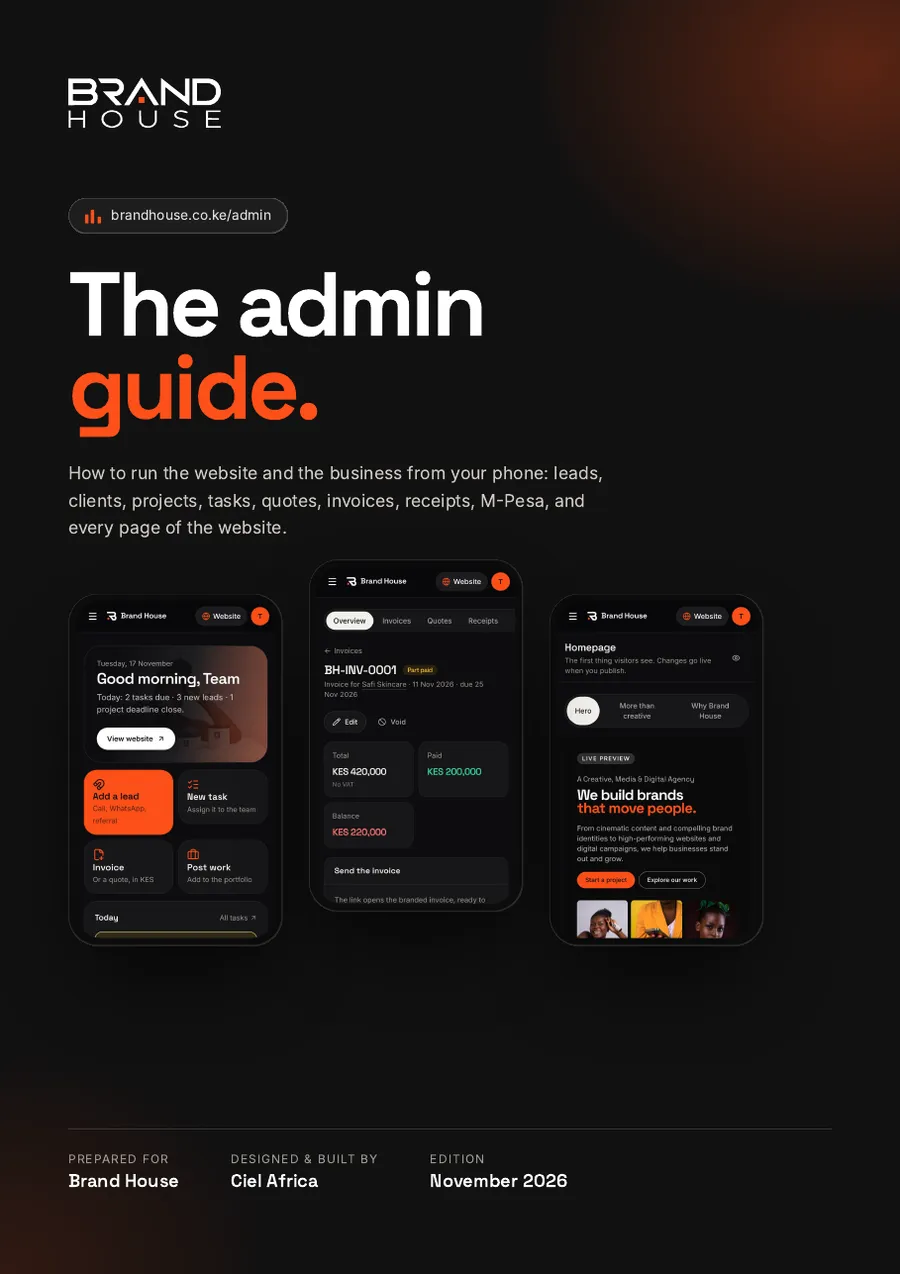 BRAND
HOUSE
brandhouse.co.ke/admin
The admin
guide.
How to run the website and the business from your phone: leads,
clients, projects, tasks, quotes, invoices, receipts, M-Pesa, and
every page of the website.
Brand House
Website
T
Tuesday, 17 November
Good morning, Team
Today: 2 tasks due · 3 new leads · 1
project deadline close.
View website
Add a lead
Call, WhatsApp,
referral
New task
Assign it to the team
Invoice
Or a quote, in KES
Post work
Add to the portfolio
Today
All tasks
Brand House
Website
T
Overview
Invoices
Quotes
Receipts
← Invoices
BH-INV-0001
Part paid
Invoice for Safi Skincare · 11 Nov 2026 · due 25
Nov 2026
Edit
Void
Total
KES 420,000
No VAT
Paid
KES 200,000
Balance
KES 220,000
Send the invoice
The link opens the branded invoice, ready to
Brand House
Website
T
Homepage
The first thing visitors see. Changes go live
when you publish.
Hero
More than
creative
Why Brand
House
LIVE PREVIEW
A Creative, Media & Digital Agency
We build brands
that move people.
From cinematic content and compelling brand
identities to high-performing websites and
digital campaigns, we help businesses stand
out and grow.
Start a project
Explore our work
PREPARED FOR
Brand House
DESIGNED & BUILT BY
Ciel Africa
EDITION
November 2026